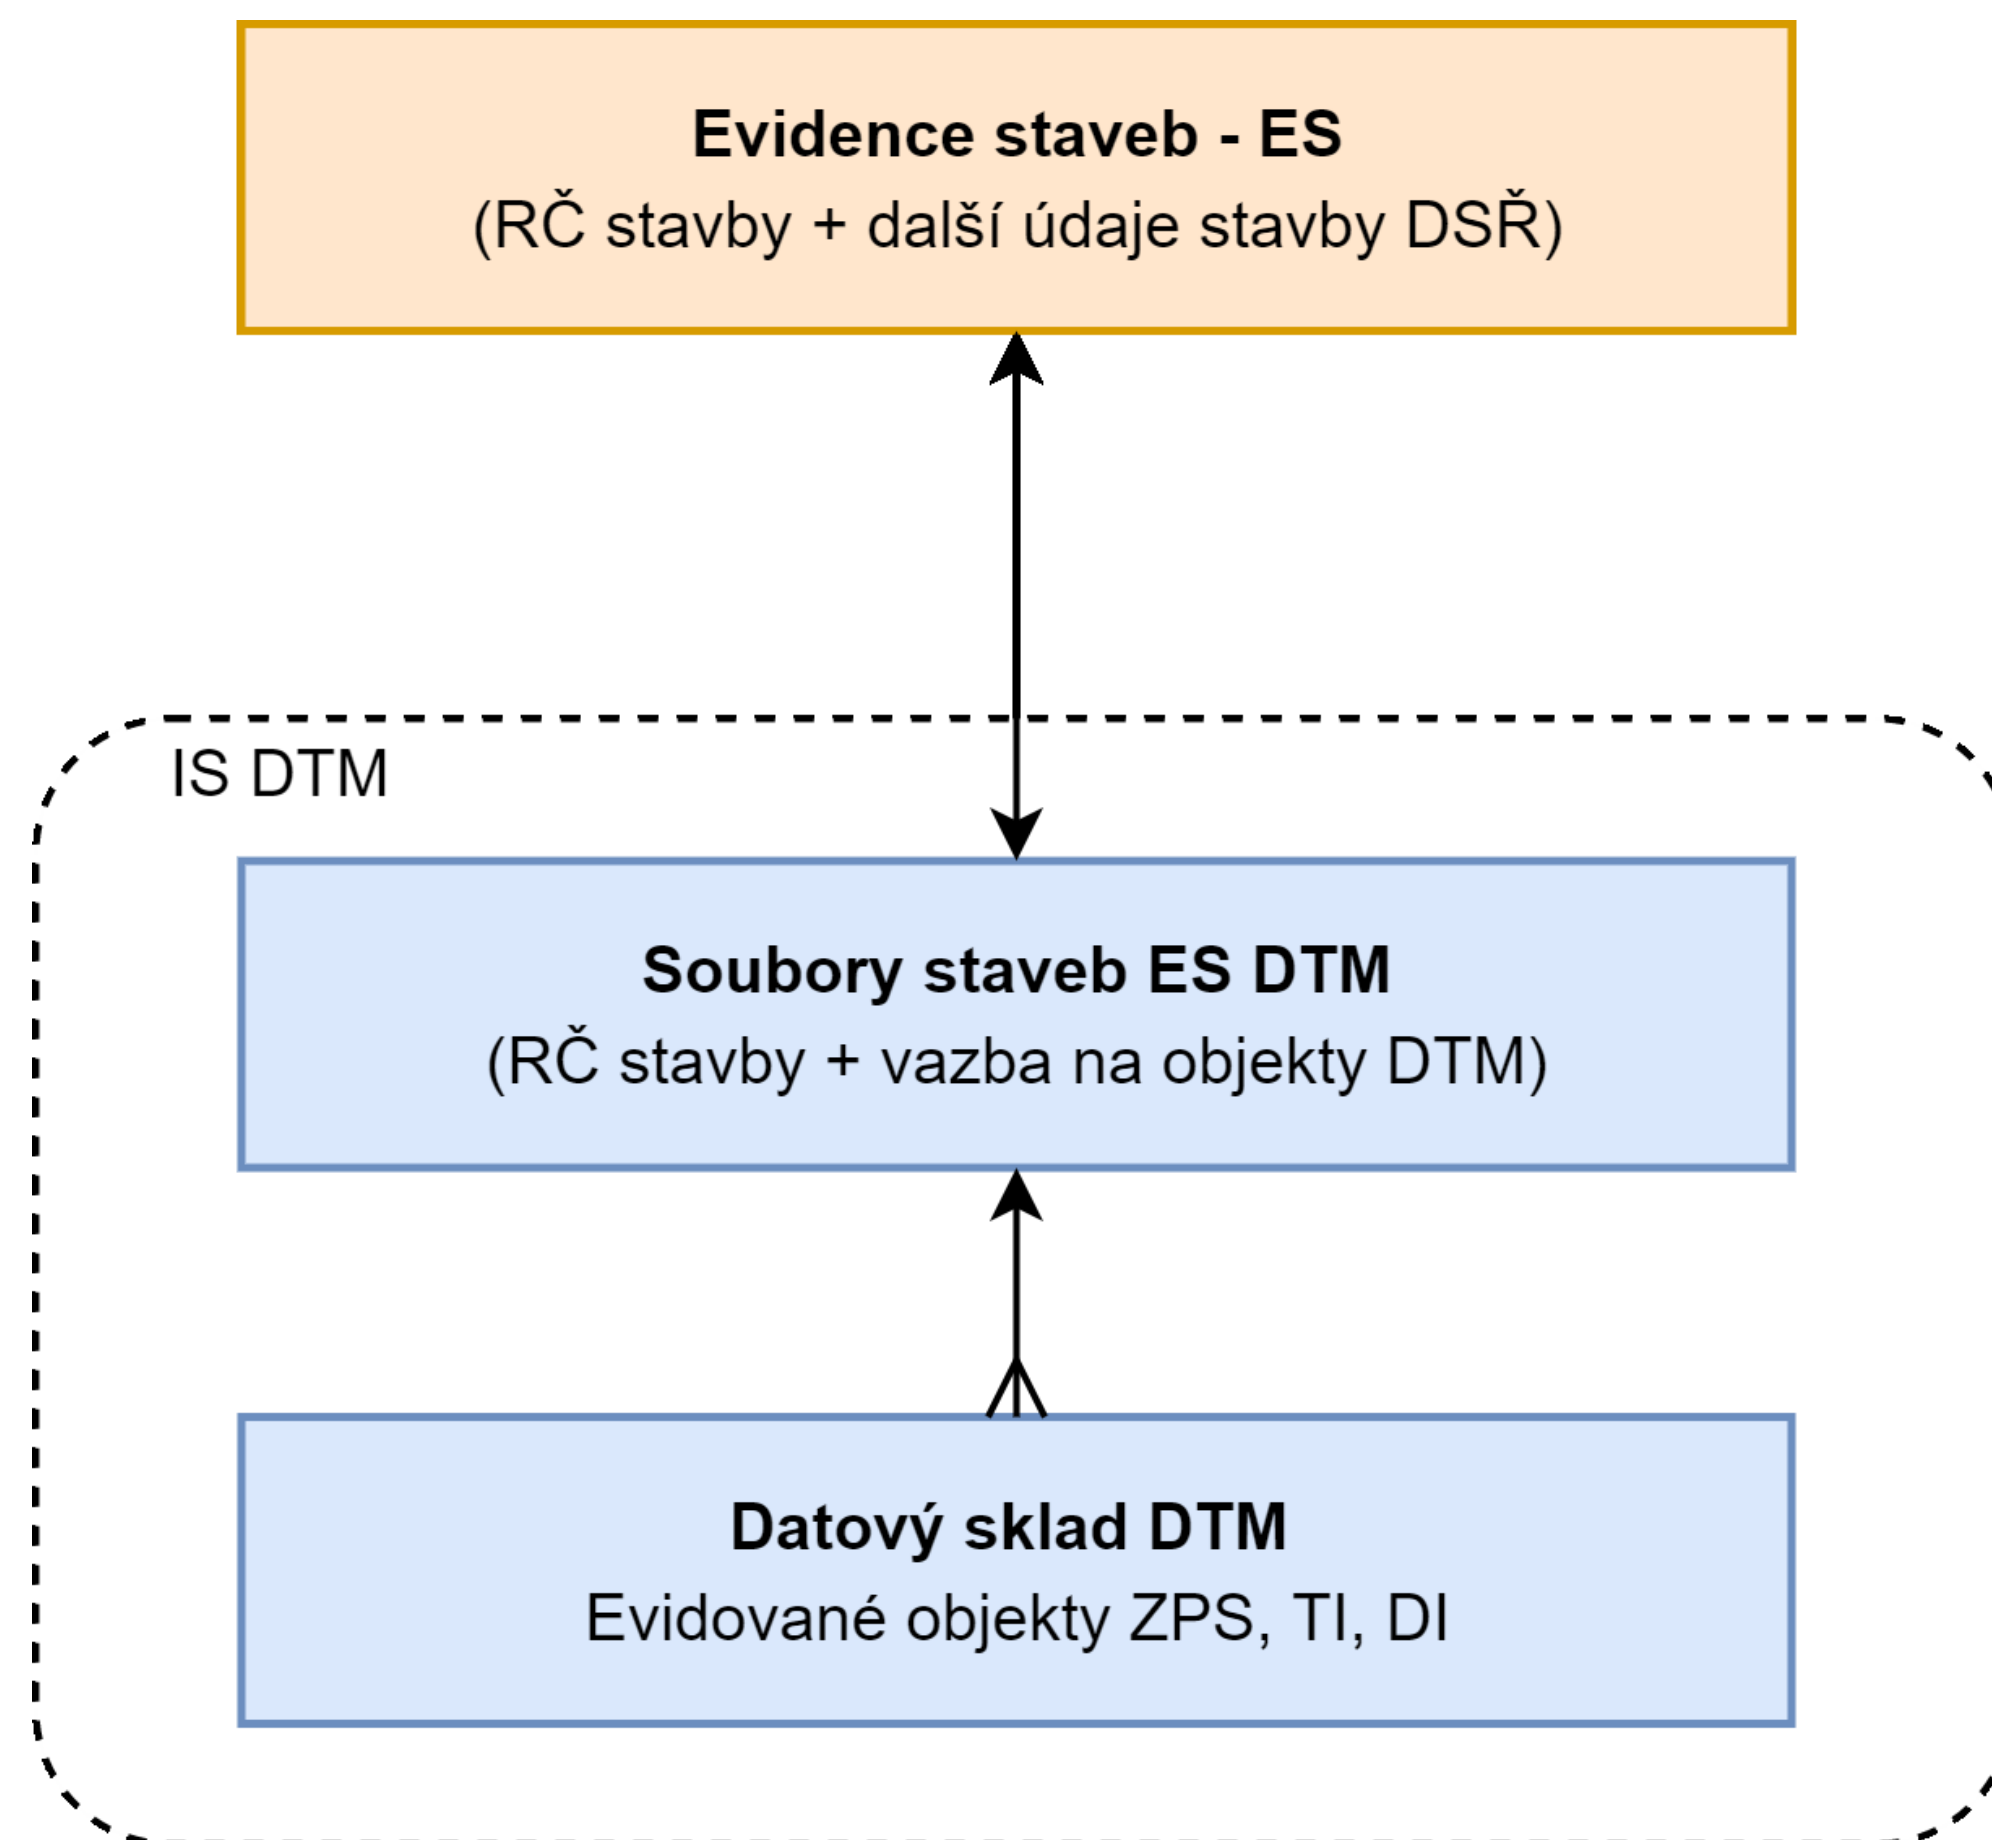 Evidence staveb - ES
(RČ stavby + další údaje stavby DSŘ)
IS DTM
Soubory staveb ES DTM
(RČ stavby + vazba na objekty DTM)
Datový sklad DTM
Evidované objekty ZPS, TI, DI